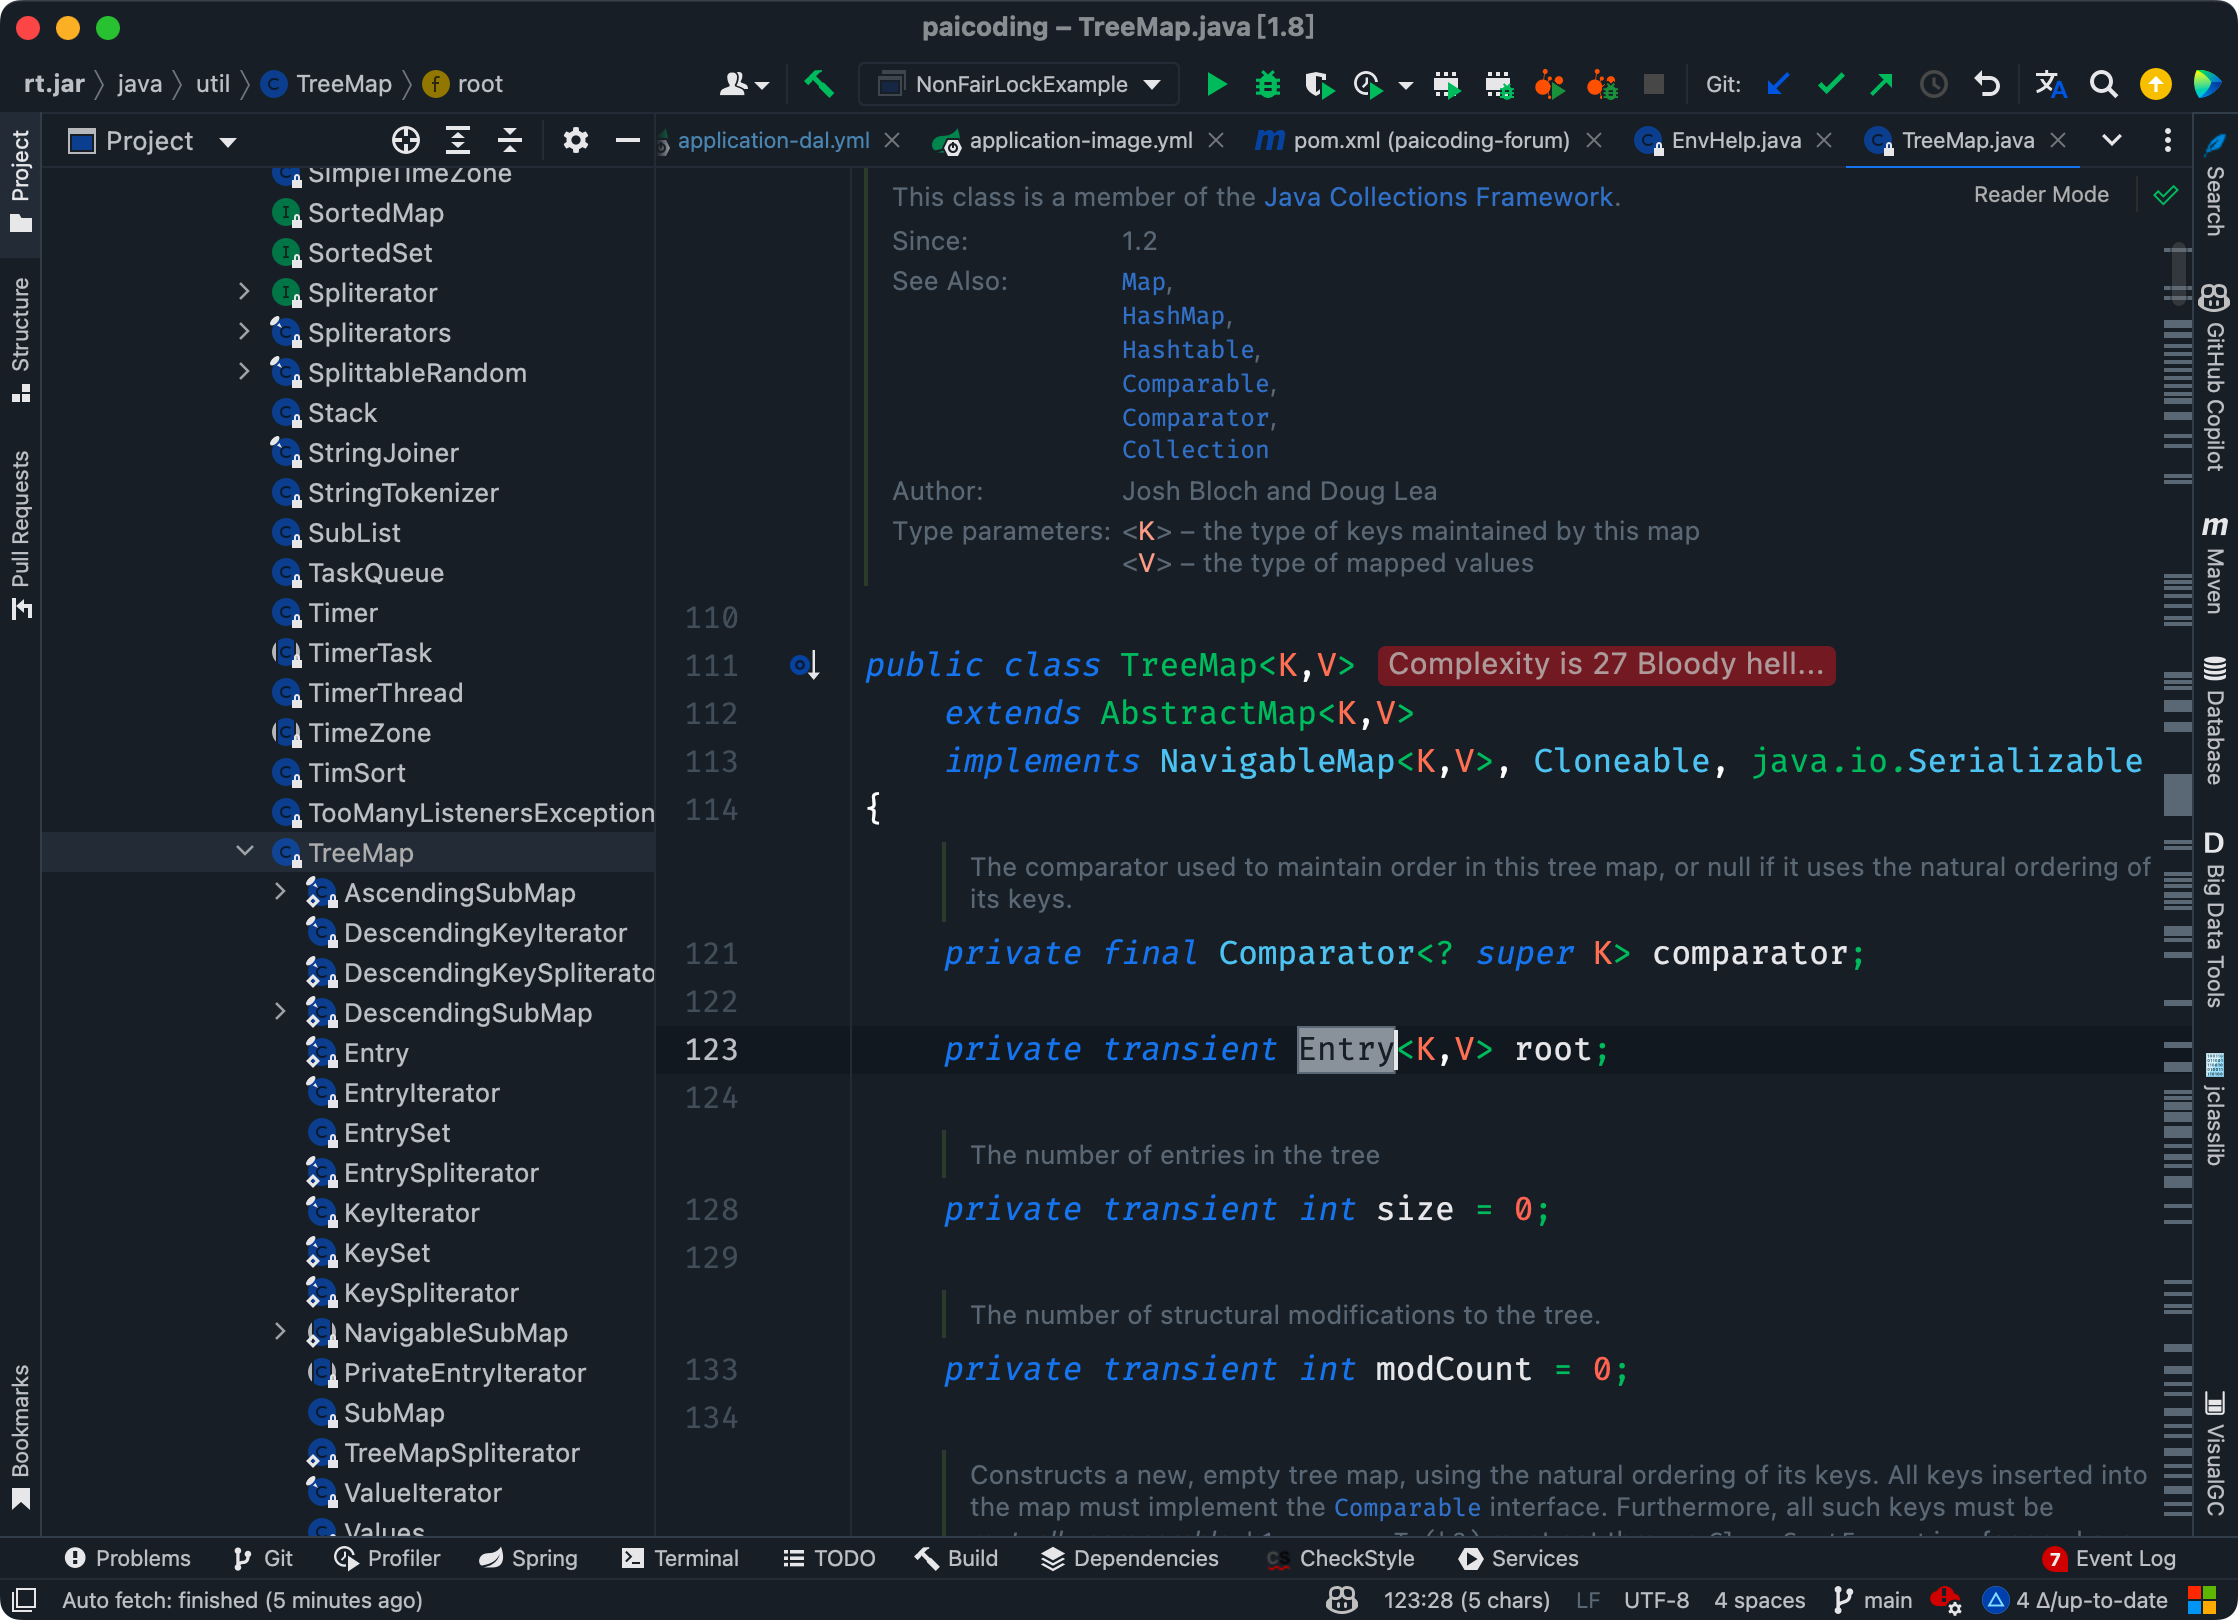 paicoding – TreeMap.java [1.8]
rt.jar java util TreeMap root
NonFairLockExample
Git:
Project
application-dal.yml
application-image.yml
pom.xml (paicoding-forum)
EnvHelp.java
TreeMap.java
Project
Structure
Pull Requests
Bookmarks
SimpleTimeZone
SortedMap
SortedSet
Spliterator
Spliterators
SplittableRandom
Stack
StringJoiner
StringTokenizer
SubList
TaskQueue
Timer
TimerTask
TimerThread
TimeZone
TimSort
TooManyListenersException
TreeMap
AscendingSubMap
DescendingKeyIterator
DescendingKeySpliterato
DescendingSubMap
Entry
EntryIterator
EntrySet
EntrySpliterator
KeyIterator
KeySet
KeySpliterator
NavigableSubMap
PrivateEntryIterator
SubMap
TreeMapSpliterator
ValueIterator
Values
Reader Mode
This class is a member of the Java Collections Framework.
Since: 1.2
See Also: Map,
HashMap,
Hashtable,
Comparable,
Comparator,
Collection
Author: Josh Bloch and Doug Lea
Type parameters: <K> – the type of keys maintained by this map
<V> – the type of mapped values
110
111 public class TreeMap<K,V> Complexity is 27 Bloody hell...
112 extends AbstractMap<K,V>
113 implements NavigableMap<K,V>, Cloneable, java.io.Serializable
114 {
The comparator used to maintain order in this tree map, or null if it uses the natural ordering of
its keys.
121 private final Comparator<? super K> comparator;
122
123 private transient Entry<K,V> root;
124
The number of entries in the tree
128 private transient int size = 0;
129
The number of structural modifications to the tree.
133 private transient int modCount = 0;
134
Constructs a new, empty tree map, using the natural ordering of its keys. All keys inserted into
the map must implement the Comparable interface. Furthermore, all such keys must be
Search
GitHub Copilot
m
Maven
Database
D
Big Data Tools
jclasslib
VisualGC
Problems
Git
Profiler
Spring
Terminal
TODO
Build
Dependencies
CheckStyle
Services
7 Event Log
Auto fetch: finished (5 minutes ago)
123:28 (5 chars)
LF
UTF-8
4 spaces
main
4 Δ/up-to-date